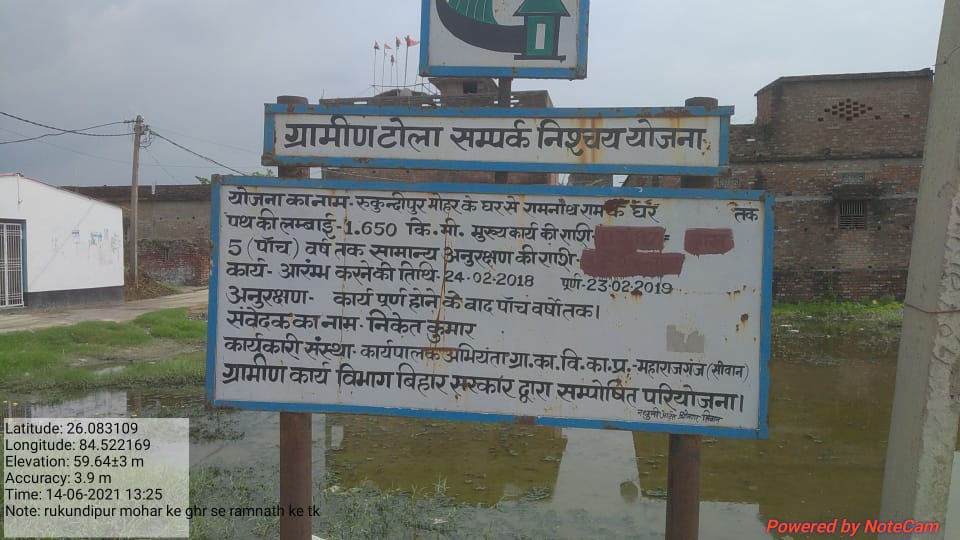 ग्रामीण टोला सम्पर्क निश्चय योजना
योजना का नाम - रुकुन्दीपुर मोहर के घर से रामनाथ राम के घर तक
पथ की लम्बाई - 1.650 कि. मी. मुख्य कार्य की राशि -
5 (पाँच) वर्ष तक सामान्य अनुरक्षण की राशि -
कार्य - आरम्भ करने की तिथि - 24-02-2018 पूर्ण - 23-02-2019
अनुरक्षण - कार्य पूर्ण होने के बाद पाँच वर्षो तक।
संवेदक का नाम - निकेत कुमार
कार्यकारी संस्था - कार्यपालक अभियंता ग्रा.का.वि.का.प्र.-महाराजगंज (सीवान)
ग्रामीण कार्य विभाग बिहार सरकार द्वारा सम्पोषित परियोजना।
Latitude: 26.083109
Longitude: 84.522169
Elevation: 59.64±3 m
Accuracy: 3.9 m
Time: 14-06-2021 13:25
Note: rukundipur mohar ke ghr se ramnath ke tk
Powered by NoteCam